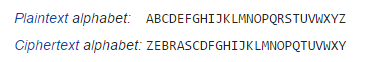 Plaintext alphabet: ABCDEFGHIJKLMNOPQRSTUVWXYZ
Ciphertext alphabet: ZEBRASCDFGHIJKLMNOPQTUVWXY